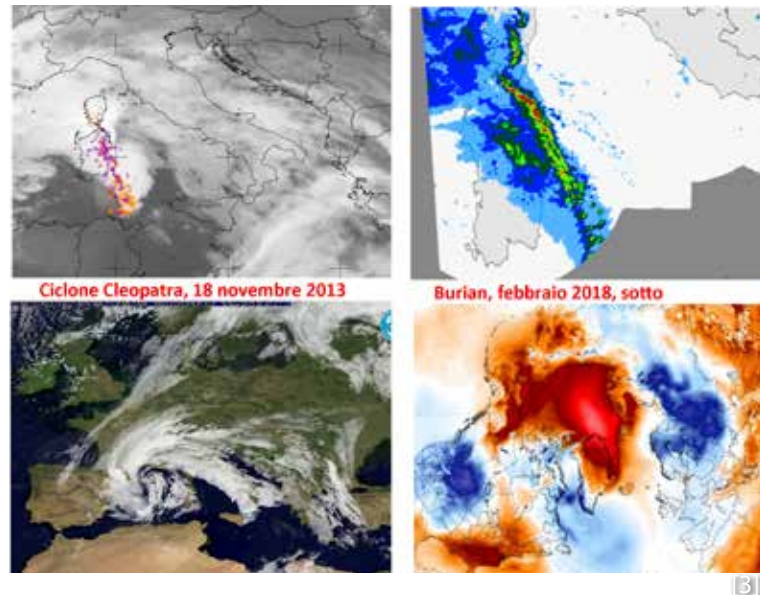 Ciclone Cleopatra, 18 novembre 2013
Burian, febbraio 2018, sotto
[3]